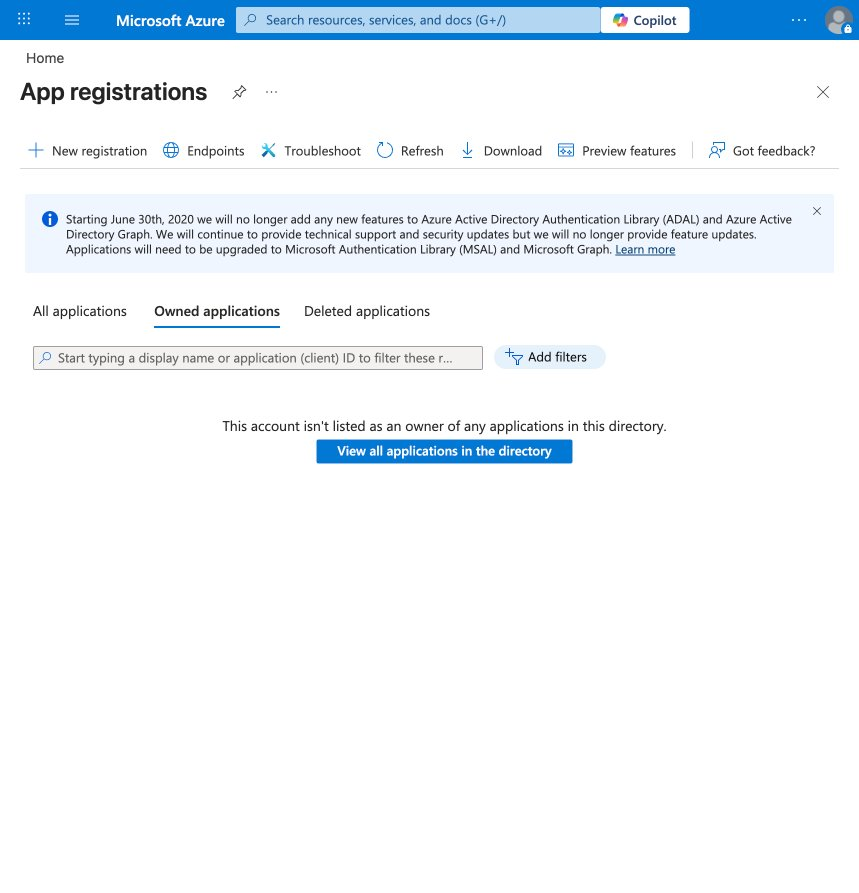 Microsoft Azure
Search resources, services, and docs (G+/)
Copilot
Home
App registrations
New registration
Endpoints
Troubleshoot
Refresh
Download
Preview features
Got feedback?
Starting June 30th, 2020 we will no longer add any new features to Azure Active Directory Authentication Library (ADAL) and Azure Active
Directory Graph. We will continue to provide technical support and security updates but we will no longer provide feature updates.
Applications will need to be upgraded to Microsoft Authentication Library (MSAL) and Microsoft Graph. Learn more
All applications
Owned applications
Deleted applications
Start typing a display name or application (client) ID to filter these r...
Add filters
This account isn't listed as an owner of any applications in this directory.
View all applications in the directory